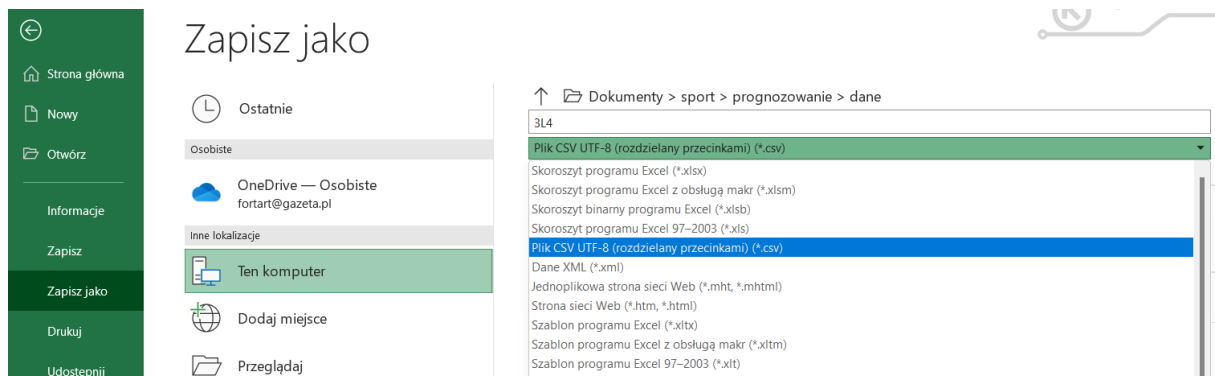 Zapisz jako
Strona główna
Nowy
Otwórz
Informacje
Zapisz
Zapisz jako
Drukuj
Udostępnij
Ostatnie
Osobiste
OneDrive — Osobiste
fortart@gazeta.pl
Inne lokalizacje
Ten komputer
Dodaj miejsce
Przeglądaj
Dokumenty > sport > prognozowanie > dane
3L4
Plik CSV UTF-8 (rozdzielany przecinkami) (*.csv)
Skoroszyt programu Excel (*.xlsx)
Skoroszyt programu Excel z obsługą makr (*.xlsm)
Skoroszyt binarny programu Excel (*.xlsb)
Skoroszyt programu Excel 97–2003 (*.xls)
Plik CSV UTF-8 (rozdzielany przecinkami) (*.csv)
Dane XML (*.xml)
Jednoplikowa strona sieci Web (*.mht, *.mhtml)
Strona sieci Web (*.htm, *.html)
Szablon programu Excel (*.xltx)
Szablon programu Excel z obsługą makr (*.xltm)
Szablon programu Excel 97–2003 (*.xlt)